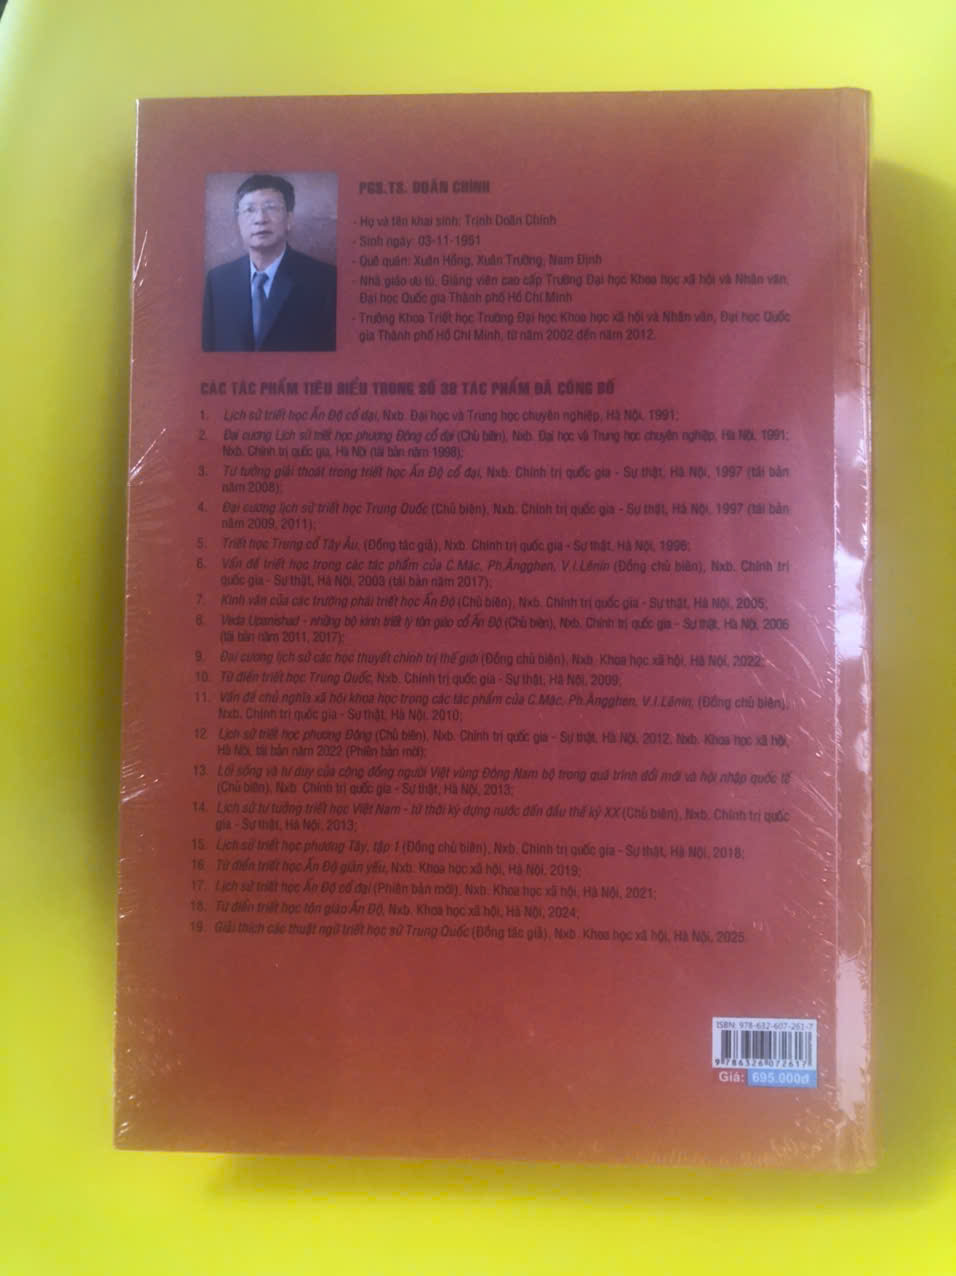 PGS.TS. DOÃN CHÍNH
- Họ và tên khai sinh: Trịnh Doãn Chính
- Sinh ngày: 03-11-1951
- Quê quán: Xuân Hồng, Xuân Trường, Nam Định
- Nhà giáo ưu tú, Giảng viên cao cấp Trường Đại học Khoa học xã hội và Nhân văn,
Đại học Quốc gia Thành phố Hồ Chí Minh
- Trưởng Khoa Triết học Trường Đại học Khoa học xã hội và Nhân văn, Đại học Quốc
gia Thành phố Hồ Chí Minh, từ năm 2002 đến năm 2012.
CÁC TÁC PHẨM TIÊU BIỂU TRONG SỐ 38 TÁC PHẨM ĐÃ CÔNG BỐ
1. Lịch sử triết học Ấn Độ cổ đại, Nxb. Đại học và Trung học chuyên nghiệp, Hà Nội, 1991;
2. Đại cương Lịch sử triết học phương Đông cổ đại (Chủ biên), Nxb. Đại học và Trung học chuyên nghiệp, Hà Nội, 1991;
Nxb. Chính trị quốc gia, Hà Nội (tái bản năm 1998);
3. Tư tưởng giải thoát trong triết học Ấn Độ cổ đại, Nxb. Chính trị quốc gia - Sự thật, Hà Nội, 1997 (tái bản
năm 2008);
4. Đại cương lịch sử triết học Trung Quốc (Chủ biên), Nxb. Chính trị quốc gia - Sự thật, Hà Nội, 1997 (tái bản
năm 2009, 2011);
5. Triết học Trung cổ Tây Âu, (Đồng tác giả), Nxb. Chính trị quốc gia - Sự thật, Hà Nội, 1996;
6. Vấn đề triết học trong các tác phẩm của C.Mác, Ph.Ăngghen, V.I.Lênin (Đồng chủ biên), Nxb. Chính trị
quốc gia - Sự thật, Hà Nội, 2003 (tái bản năm 2017);
7. Kinh văn của các trường phái triết học Ấn Độ (Chủ biên), Nxb. Chính trị quốc gia - Sự thật, Hà Nội, 2005;
8. Veda Upanishad - những bộ kinh triết lý tôn giáo cổ Ấn Độ (Chủ biên), Nxb. Chính trị quốc gia - Sự thật, Hà Nội, 2006
(tái bản năm 2011, 2017);
9. Đại cương lịch sử các học thuyết chính trị thế giới (Đồng chủ biên), Nxb. Khoa học xã hội, Hà Nội, 2022;
10. Từ điển triết học Trung Quốc, Nxb. Chính trị quốc gia - Sự thật, Hà Nội, 2009;
11. Vấn đề chủ nghĩa xã hội khoa học trong các tác phẩm của C.Mác, Ph.Ăngghen, V.I.Lênin, (Đồng chủ biên),
Nxb. Chính trị quốc gia - Sự thật, Hà Nội, 2010;
12. Lịch sử triết học phương Đông (Chủ biên), Nxb. Chính trị quốc gia - Sự thật, Hà Nội, 2012, Nxb. Khoa học xã hội,
Hà Nội, tái bản năm 2022 (Phiên bản mới);
13. Lối sống và tư duy của cộng đồng người Việt vùng Đông Nam bộ trong quá trình đổi mới và hội nhập quốc tế
(Chủ biên), Nxb. Chính trị quốc gia - Sự thật, Hà Nội, 2013;
14. Lịch sử tư tưởng triết học Việt Nam - từ thời kỳ dựng nước đến đầu thế kỷ XX (Chủ biên), Nxb. Chính trị quốc
gia - Sự thật, Hà Nội, 2013;
15. Lịch sử triết học phương Tây, tập 1 (Đồng chủ biên), Nxb. Chính trị quốc gia - Sự thật, Hà Nội, 2018;
16. Từ điển triết học Ấn Độ giản yếu, Nxb. Khoa học xã hội, Hà Nội, 2019;
17. Lịch sử triết học Ấn Độ cổ đại (Phiên bản mới), Nxb. Khoa học xã hội, Hà Nội, 2021;
18. Từ điển triết học tôn giáo Ấn Độ, Nxb. Khoa học xã hội, Hà Nội, 2024;
19. Giải thích các thuật ngữ triết học sử Trung Quốc (Đồng tác giả), Nxb. Khoa học xã hội, Hà Nội, 2025.
ISBN: 978-632-607-261-7
9 786326 072617
Giá: 695.000đ